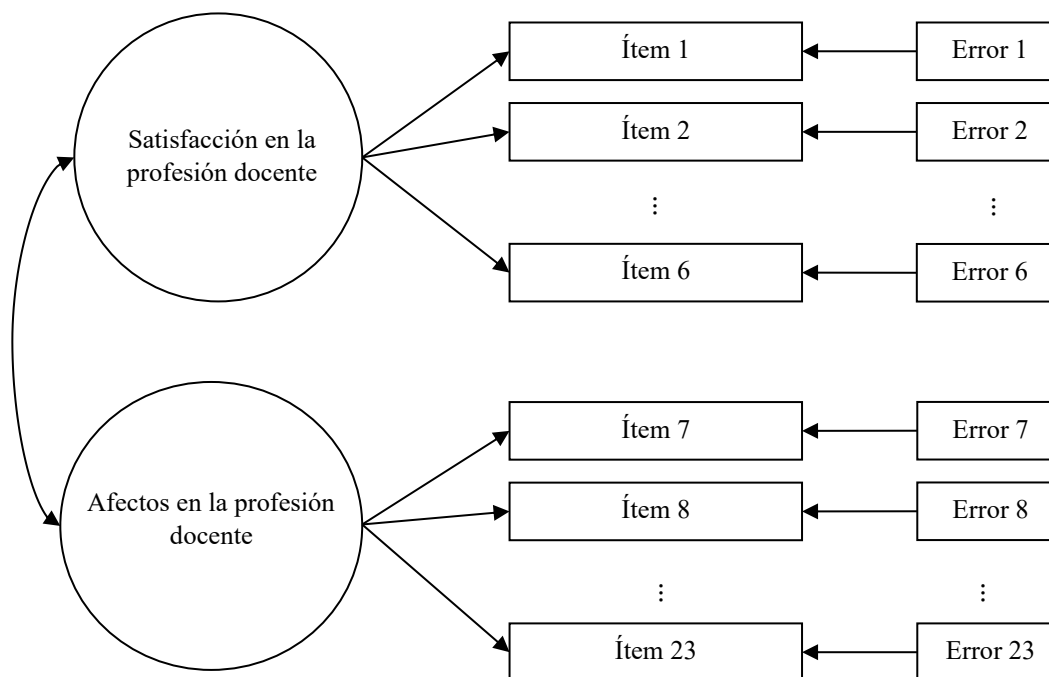 Ítem 1
Error 1
Satisfacción en la
profesión docente
Ítem 2
Error 2
⋮
⋮
Ítem 6
Error 6
Afectos en la profesión
docente
Ítem 7
Error 7
Ítem 8
Error 8
⋮
⋮
Ítem 23
Error 23